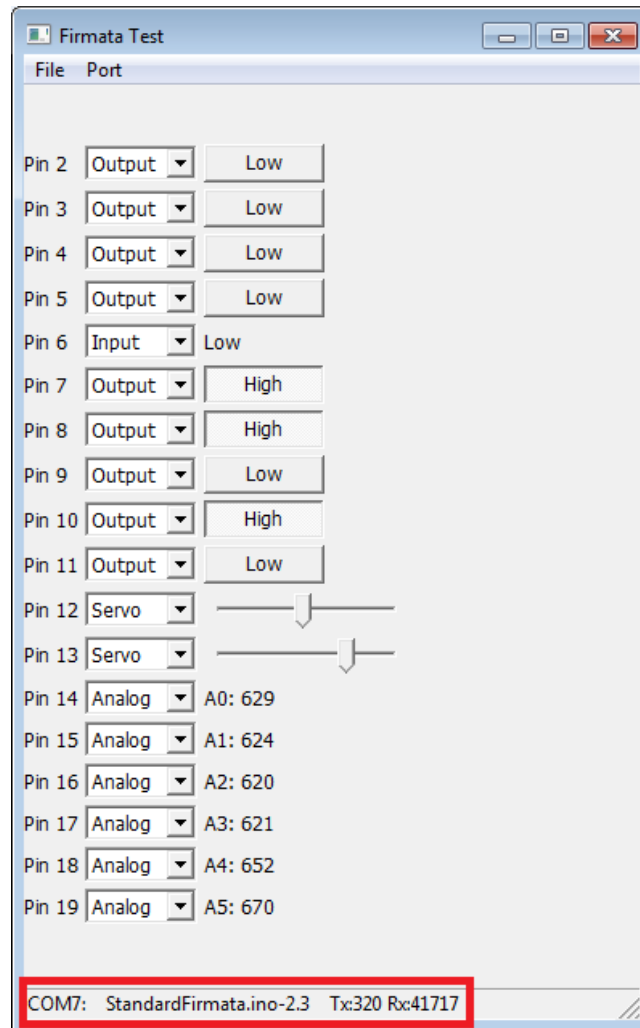 Firmata Test
File Port
Pin 2 Output Low
Pin 3 Output Low
Pin 4 Output Low
Pin 5 Output Low
Pin 6 Input Low
Pin 7 Output High
Pin 8 Output High
Pin 9 Output Low
Pin 10 Output High
Pin 11 Output Low
Pin 12 Servo
Pin 13 Servo
Pin 14 Analog A0: 629
Pin 15 Analog A1: 624
Pin 16 Analog A2: 620
Pin 17 Analog A3: 621
Pin 18 Analog A4: 652
Pin 19 Analog A5: 670
COM7: StandardFirmata.ino-2.3 Tx:320 Rx:41717